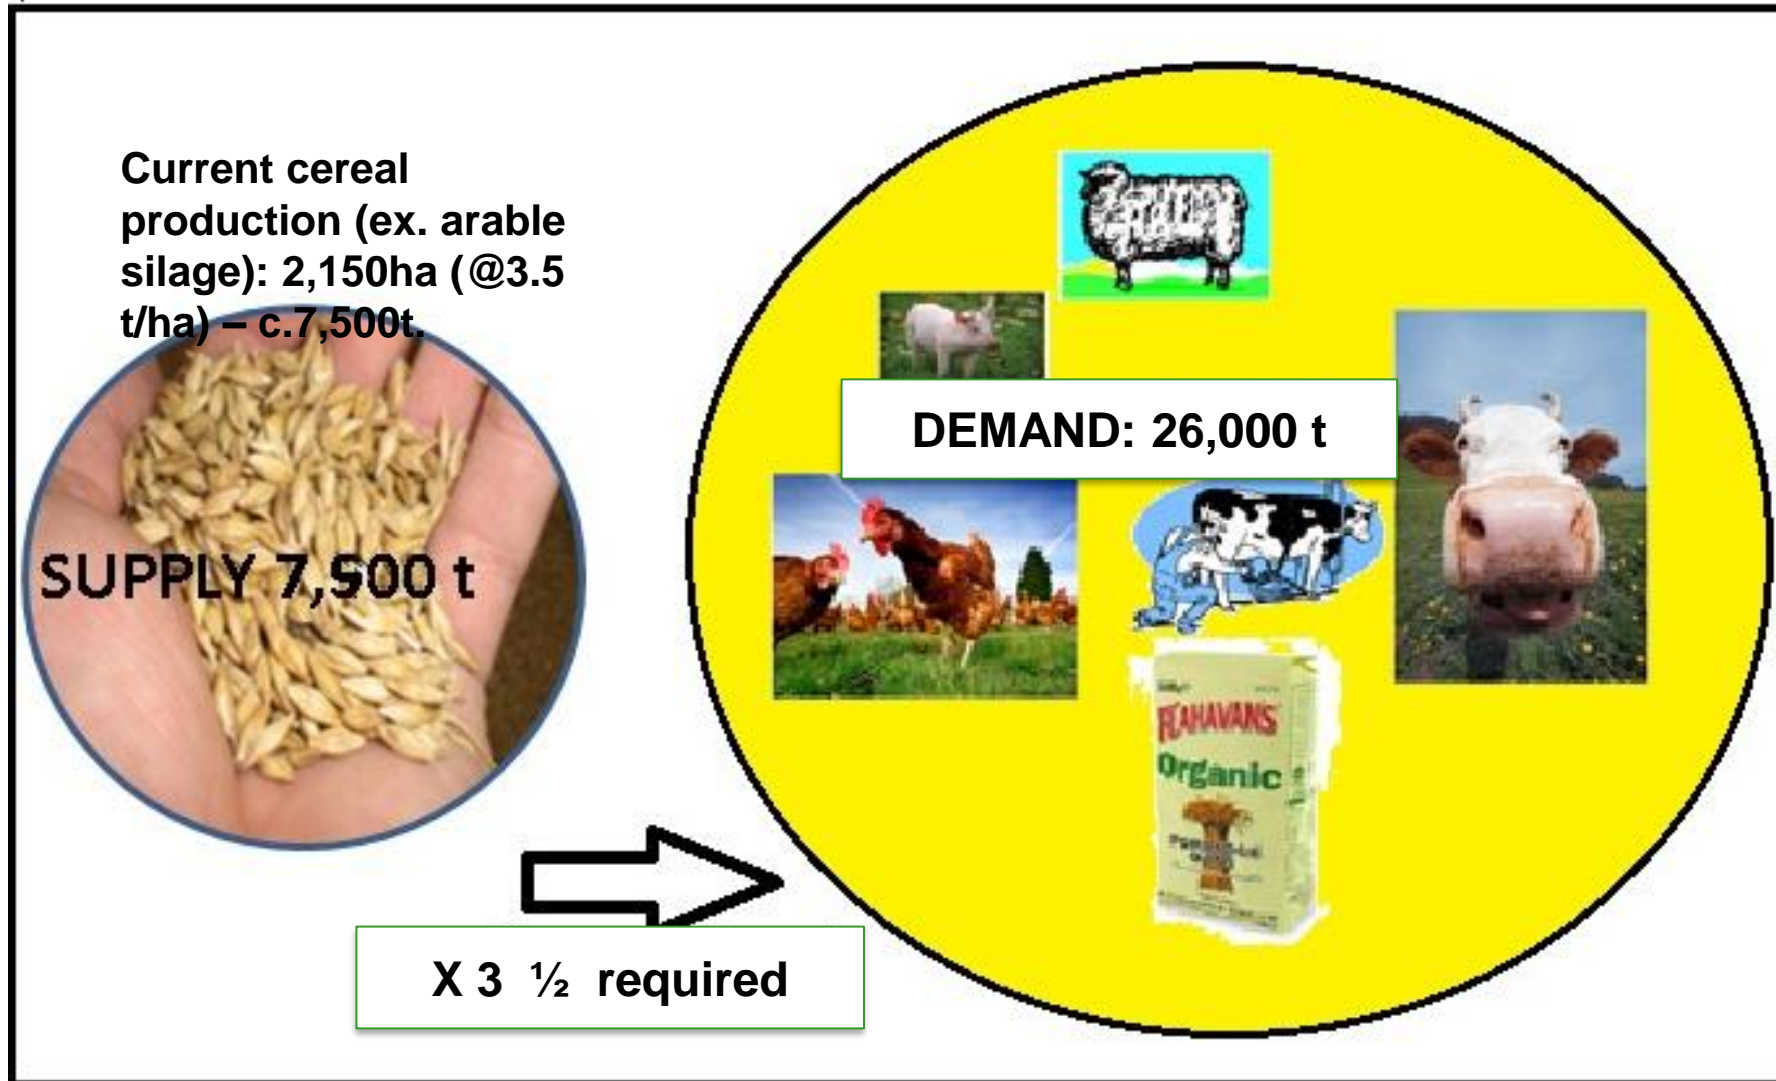 Current cereal
production (ex. arable
silage): 2,150ha (@3.5
t/ha) – c.7,500t.
DEMAND: 26,000 t
SUPPLY 7,500 t
FLAHAVANS
Organic
X 3 ½ required